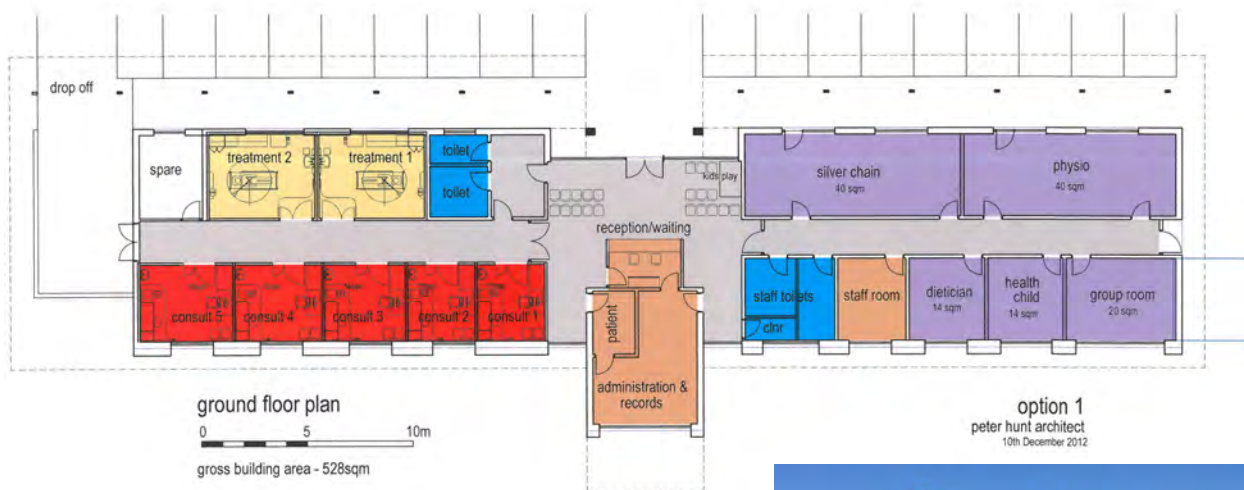 drop off
spare
treatment 2
treatment 1
toilet
toilet
kids play
silver chain
40 sqm
physio
40 sqm
reception/waiting
consult 5
consult 4
consult 3
consult 2
consult 1
patient
administration &
records
staff toilets
clnr
staff room
dietician
14 sqm
health
child
14 sqm
group room
20 sqm
ground floor plan
0 5 10m
gross building area - 528sqm
option 1
peter hunt architect
10th December 2012